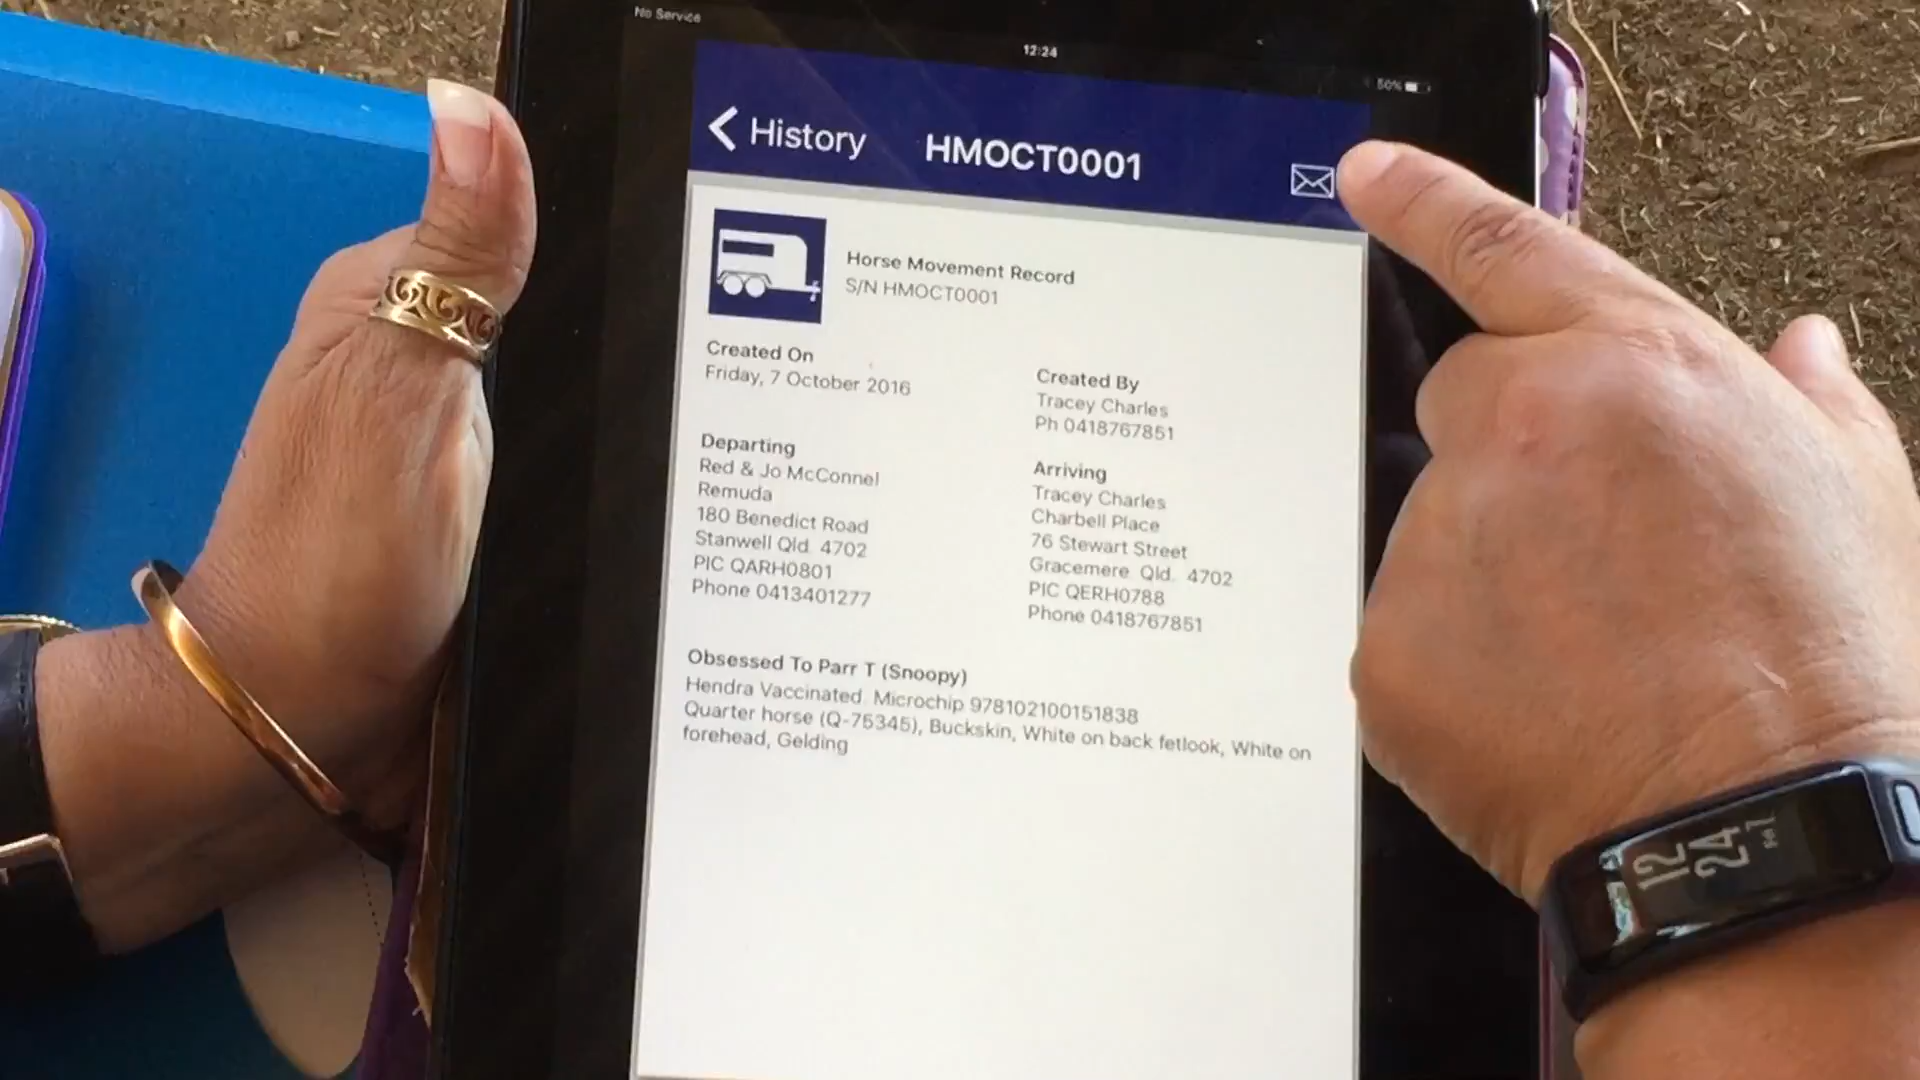 No Service
12:24
50%
History
HMOCT0001
Horse Movement Record
S/N HMOCT0001
Created On
Friday, 7 October 2016
Created By
Tracey Charles
Ph 0418767851
Departing
Red & Jo McConnel
Remuda
180 Benedict Road
Stanwell Qld 4702
PIC QARH0801
Phone 0413401277
Arriving
Tracey Charles
Charbell Place
76 Stewart Street
Gracemere Qld. 4702
PIC QERH0788
Phone 0418767851
Obsessed To Parr T (Snoopy)
Hendra Vaccinated Microchip 978102100151838
Quarter horse (Q-75345), Buckskin, White on back fetlook, White on
forehead, Gelding
12
24